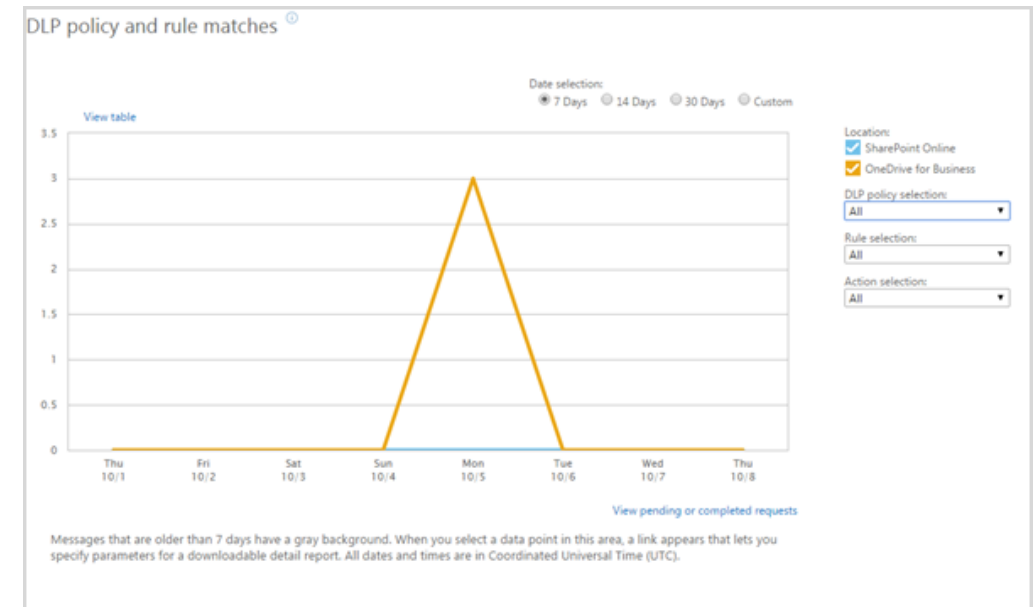 DLP policy and rule matches
Date selection:
7 Days 14 Days 30 Days Custom
View table
3.5
3
2.5
2
1.5
1
0.5
0
Thu Fri Sat Sun Mon Tue Wed Thu
10/1 10/2 10/3 10/4 10/5 10/6 10/7 10/8
Location:
SharePoint Online
OneDrive for Business
DLP policy selection:
All
Rule selection:
All
Action selection:
All
View pending or completed requests
Messages that are older than 7 days have a gray background. When you select a data point in this area, a link appears that lets you
specify parameters for a downloadable detail report. All dates and times are in Coordinated Universal Time (UTC).